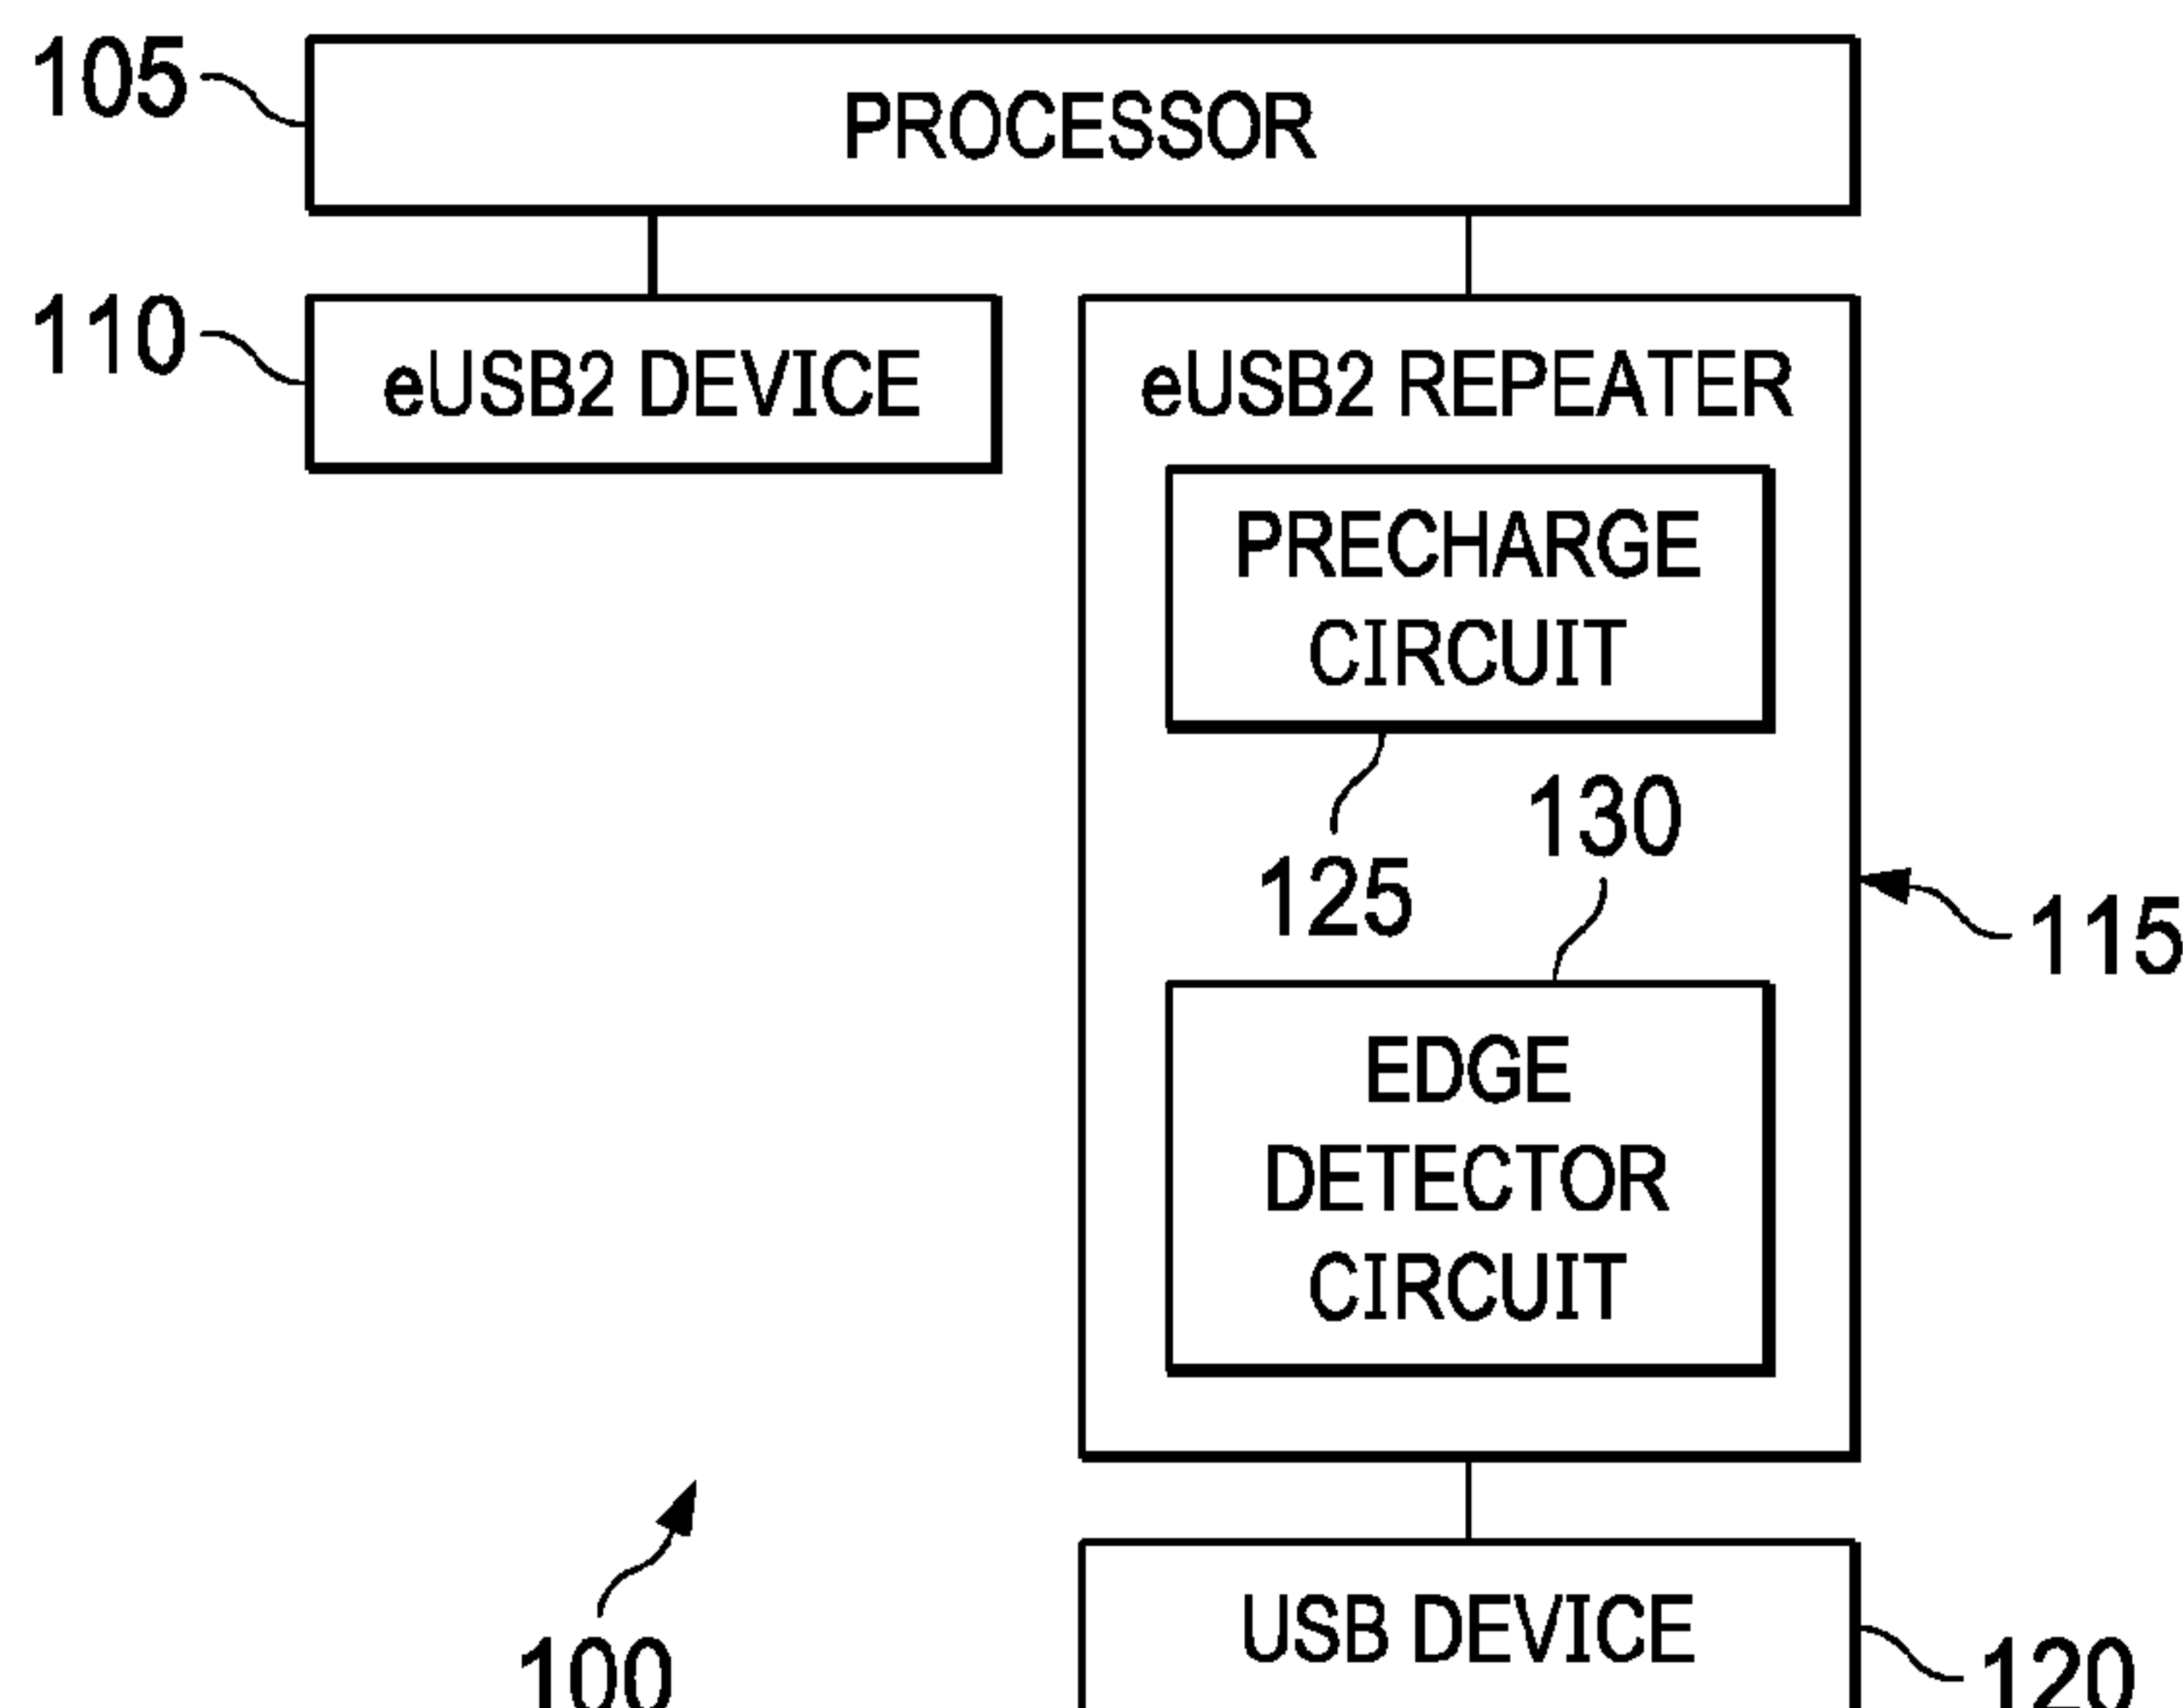 105
PROCESSOR
110
eUSB2 DEVICE
eUSB2 REPEATER
PRECHARGE
CIRCUIT
130
125
115
EDGE
DETECTOR
CIRCUIT
100
USB DEVICE
120